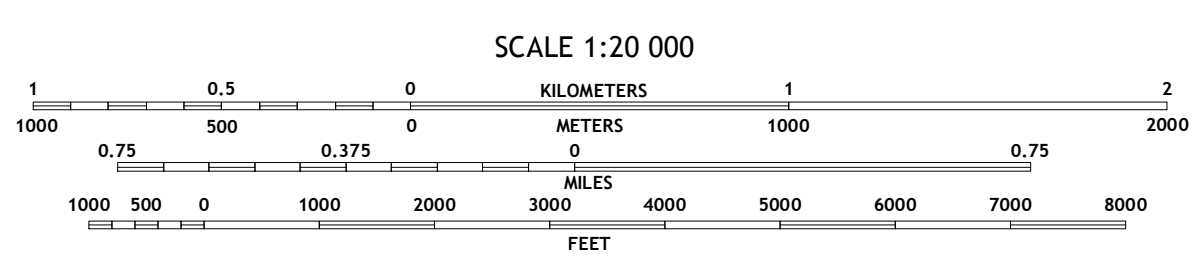 SCALE 1:20 000
1 0.5 0 KILOMETERS 1 2
1000 500 0 METERS 1000 2000
0.75 0.375 0 0.75
MILES
1000 500 0 1000 2000 3000 4000 5000 6000 7000 8000
FEET